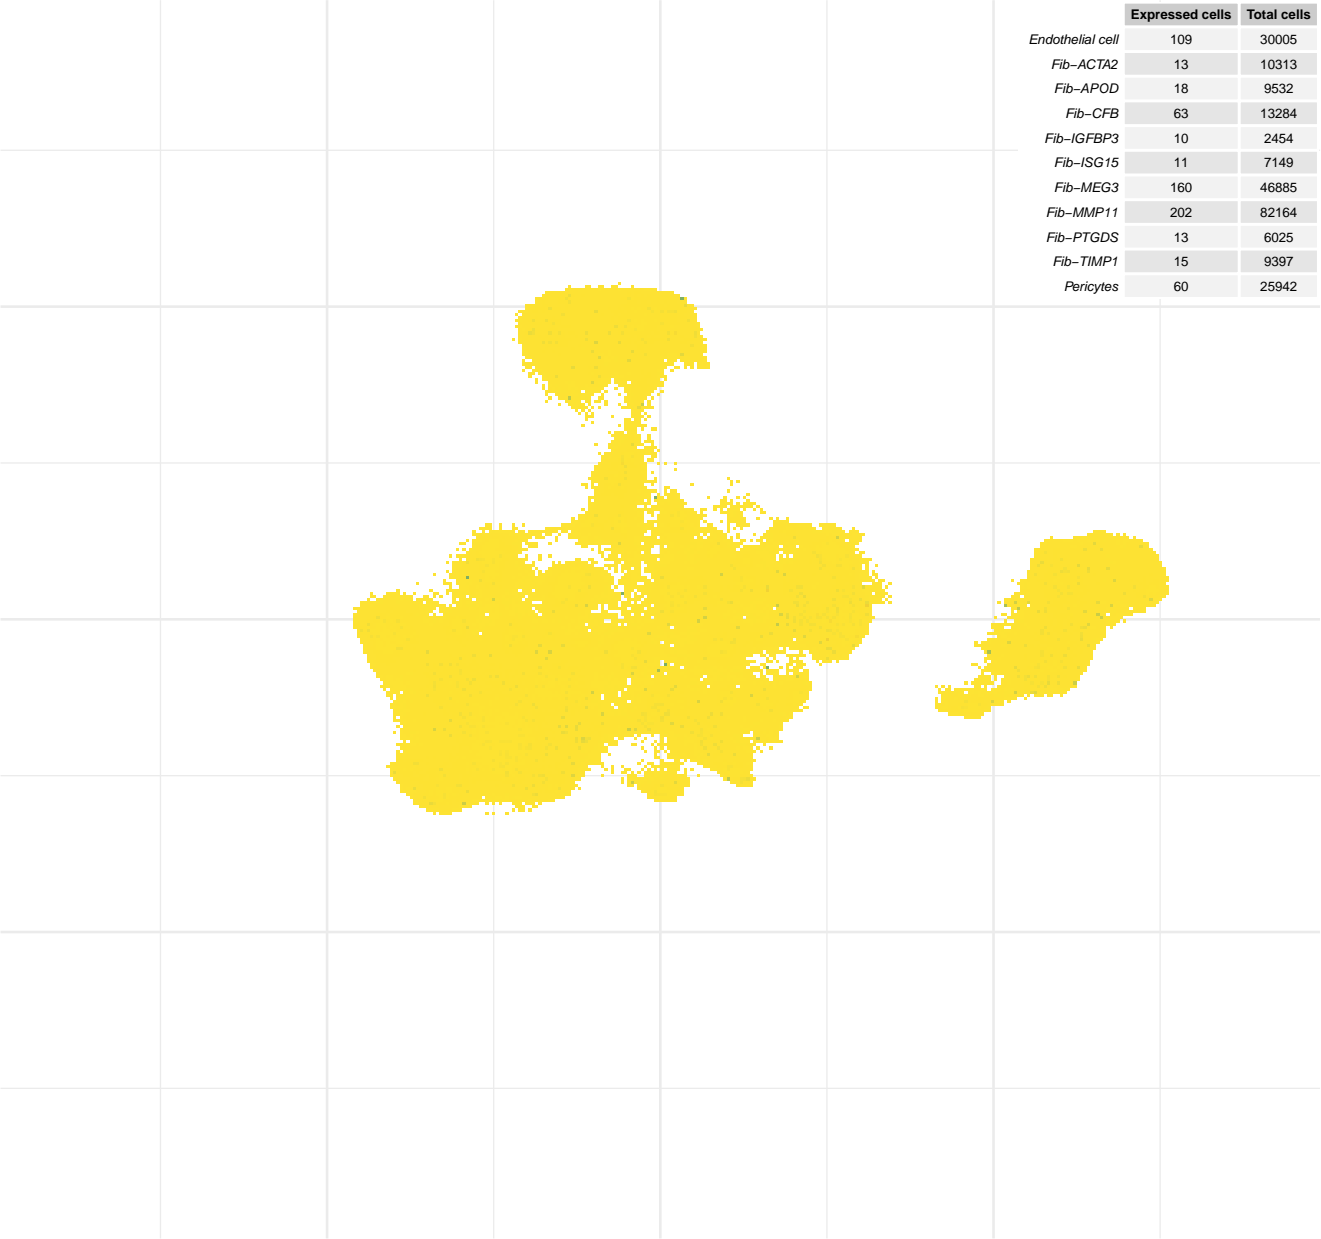 Expressed cells Total cells
Endothelial cell 109 30005
Fib−ACTA2 13 10313
Fib−APOD 18 9532
Fib−CFB 63 13284
Fib−IGFBP3 10 2454
Fib−ISG15 11 7149
Fib−MEG3 160 46885
Fib−MMP11 202 82164
Fib−PTGDS 13 6025
Fib−TIMP1 15 9397
Pericytes 60 25942